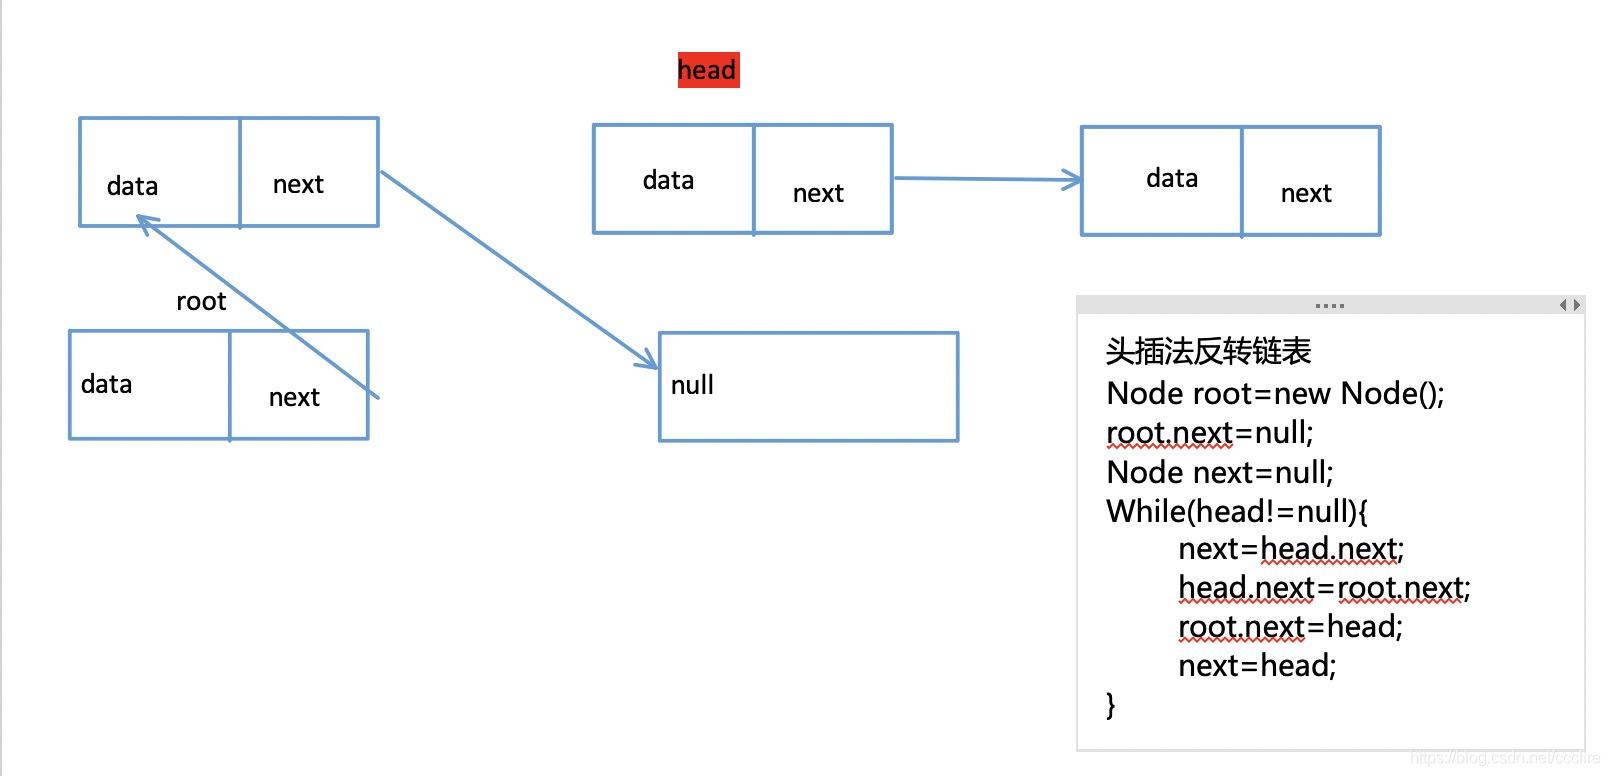 head
data
next
data
next
data
next
root
data
next
null
头插法反转链表
Node root=new Node();
root.next=null;
Node next=null;
While(head!=null){
next=head.next;
head.next=root.next;
root.next=head;
next=head;
}
https://blog.csdn.net/cccfire